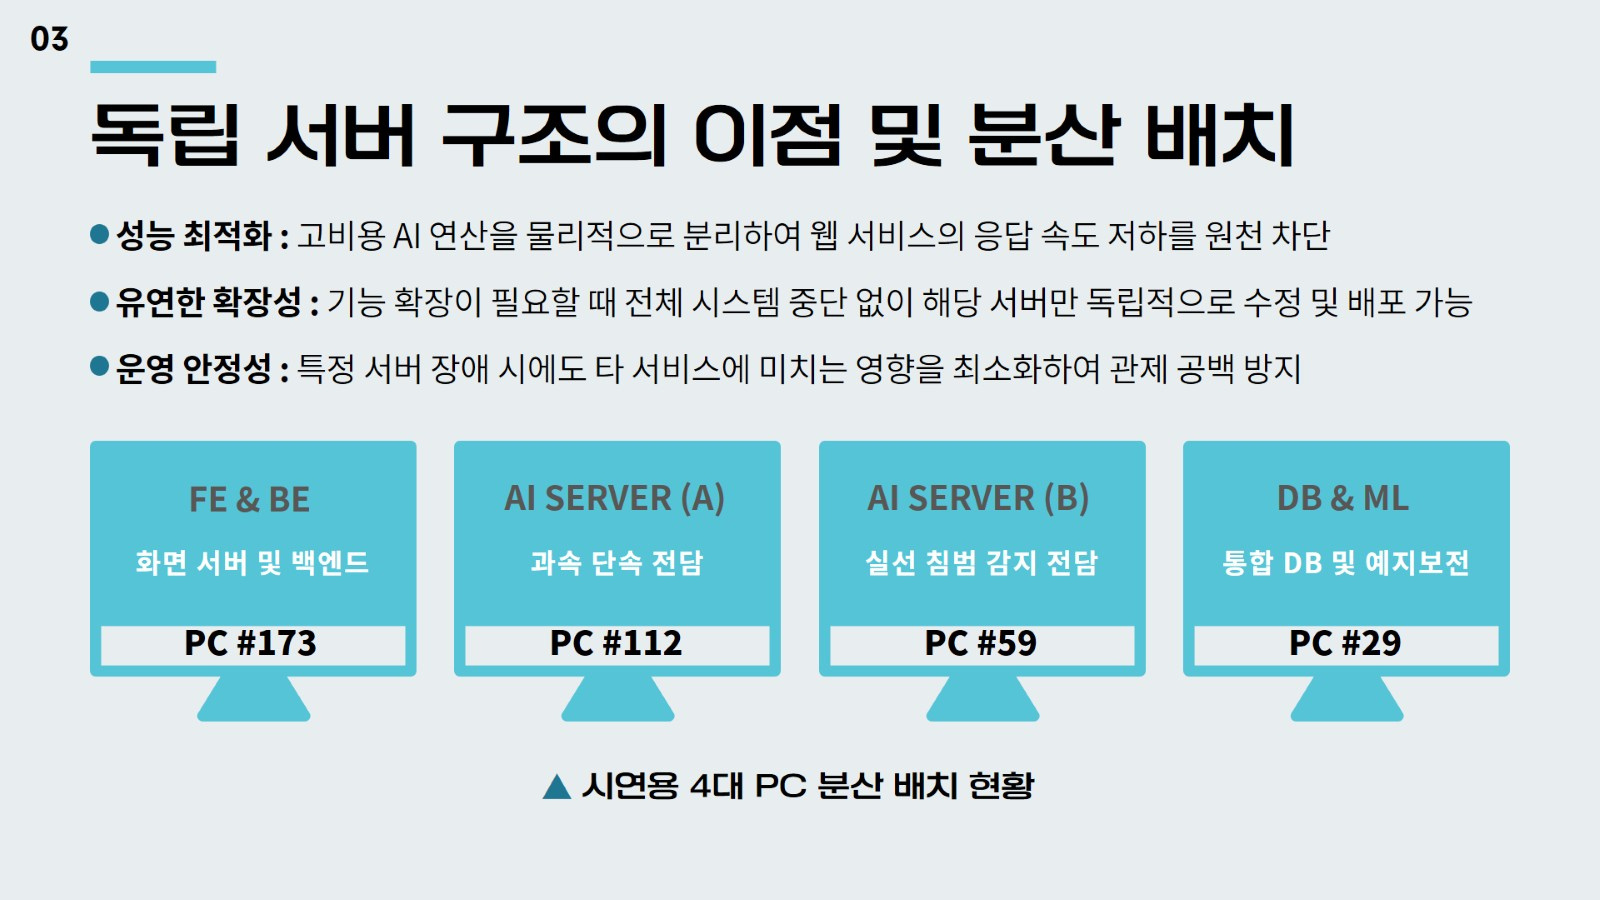 03
독립 서버 구조의 이점 및 분산 배치
성능 최적화 : 고비용 AI 연산을 물리적으로 분리하여 웹 서비스의 응답 속도 저하를 원천 차단
유연한 확장성 : 기능 확장이 필요할 때 전체 시스템 중단 없이 해당 서버만 독립적으로 수정 및 배포 가능
운영 안정성 : 특정 서버 장애 시에도 타 서비스에 미치는 영향을 최소화하여 관제 공백 방지
FE & BE
화면 서버 및 백엔드
PC #173
AI SERVER (A)
과속 단속 전담
PC #112
AI SERVER (B)
실선 침범 감지 전담
PC #59
DB & ML
통합 DB 및 예지보전
PC #29
▲ 시연용 4대 PC 분산 배치 현황